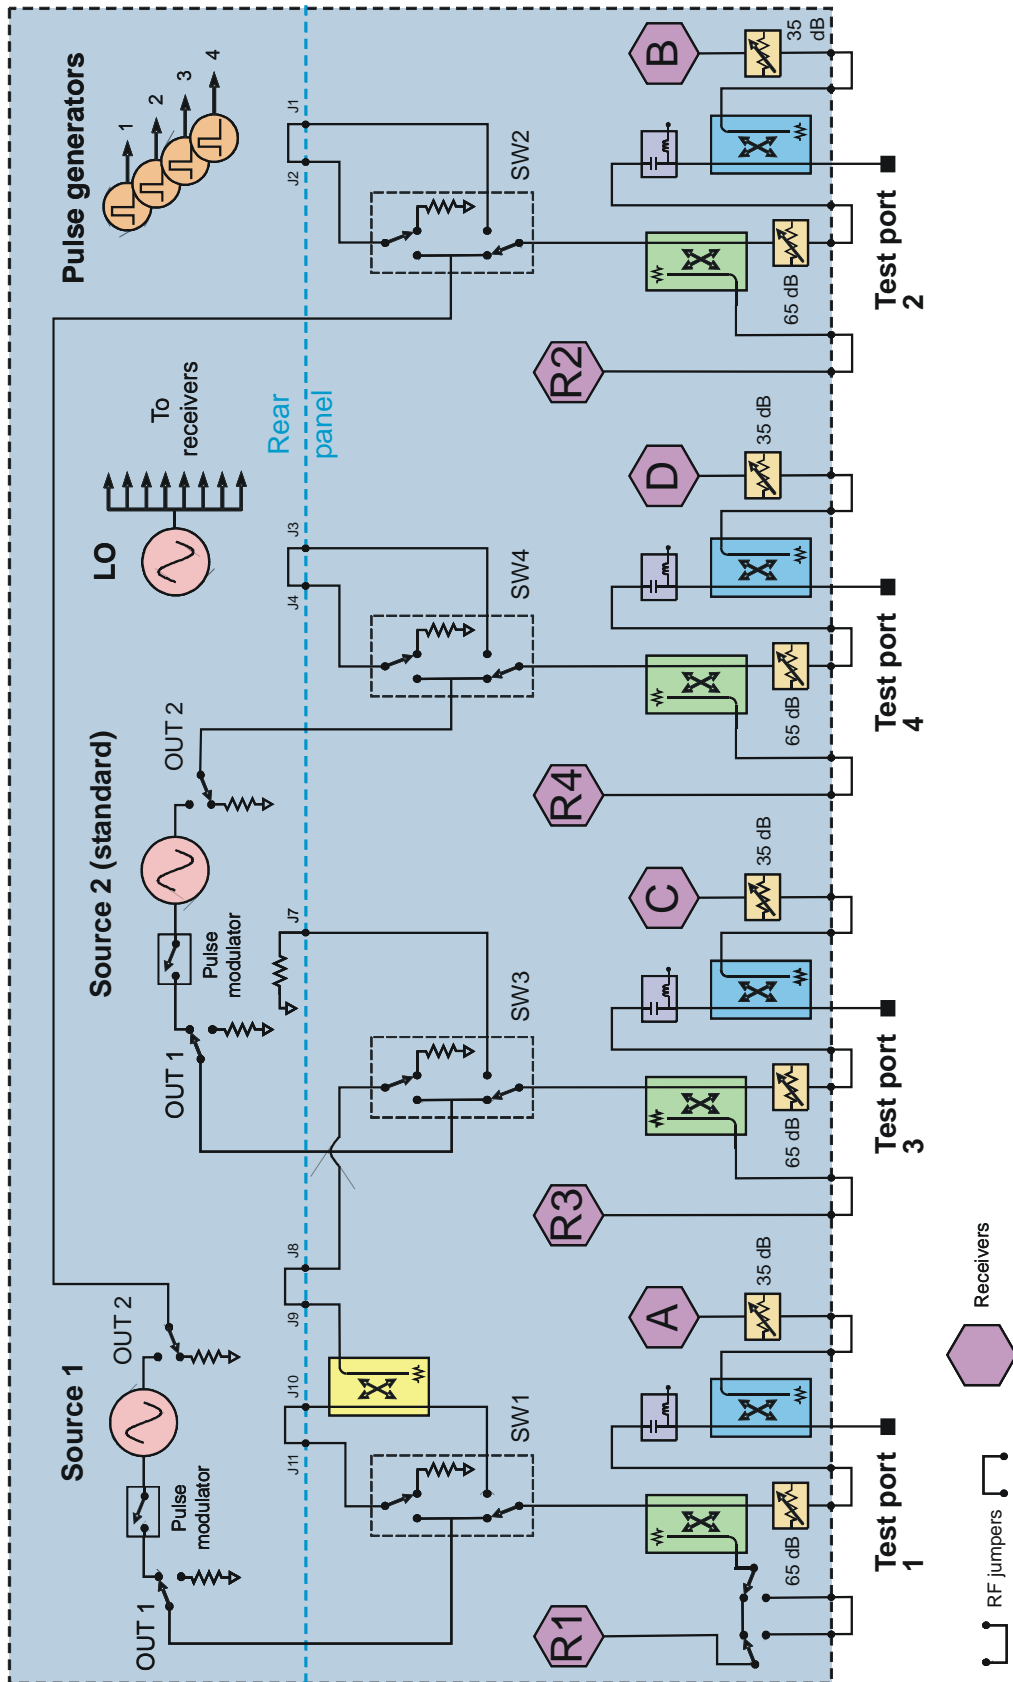 Pulse generators
1
2
3
4
LO
To
receivers
Source 2 (standard)
OUT 2
Pulse
modulator
OUT 1
Source 1
OUT 2
Pulse
modulator
OUT 1
Rear
panel
J1
J2
J3
J4
J7
J8
J9
J10
J11
SW2
SW4
SW3
SW1
B
35
dB
R2
65 dB
Test port
2
D
35 dB
R4
65 dB
Test port
4
C
35 dB
R3
65 dB
Test port
3
A
35 dB
R1
65 dB
Test port
1
Receivers
RF jumpers